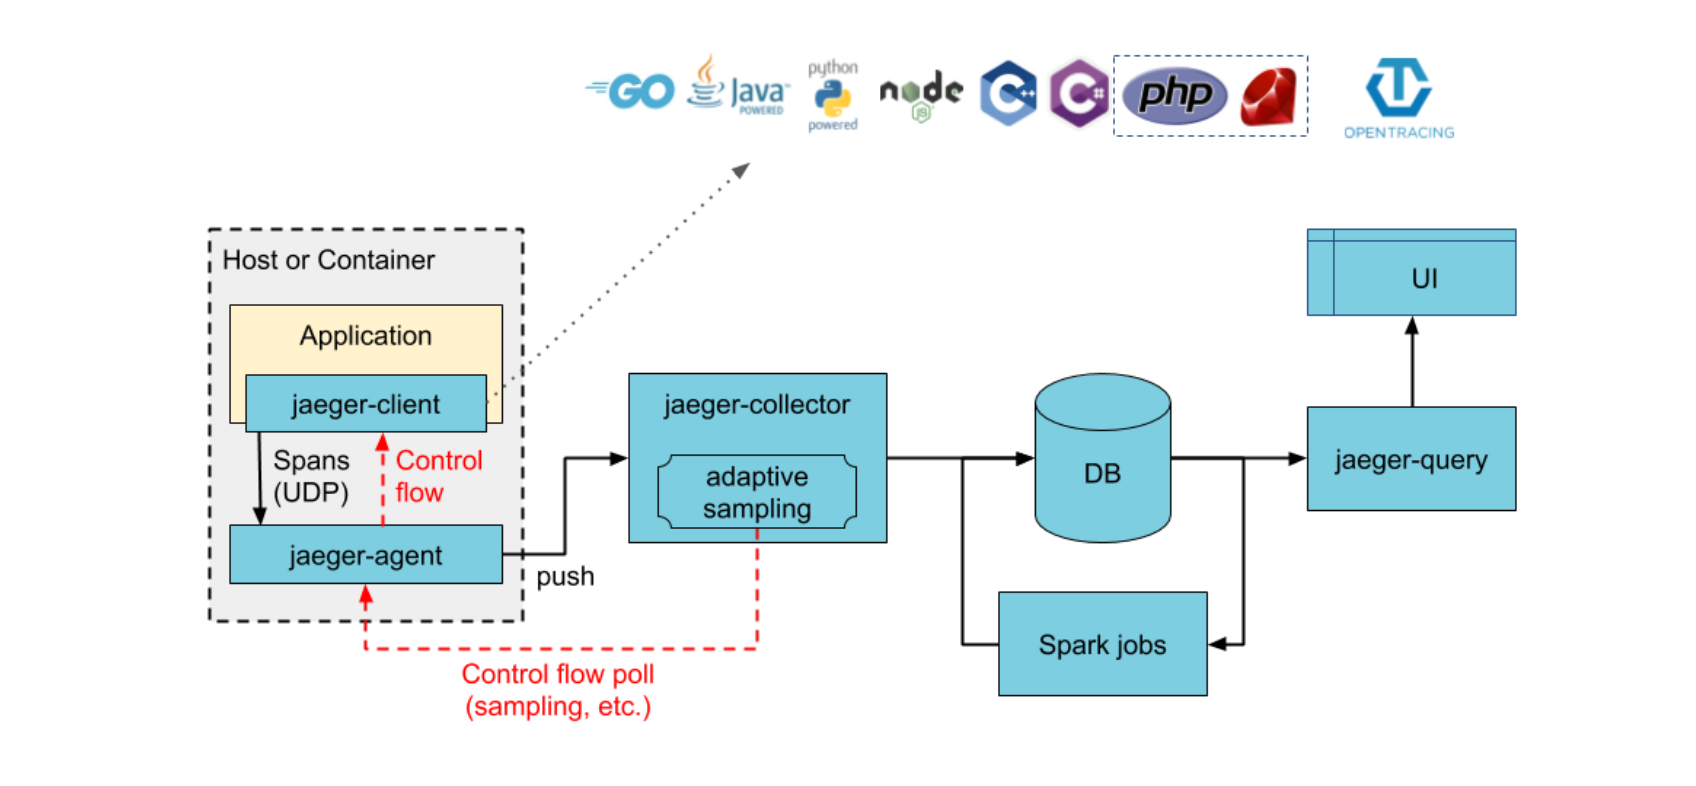 GO
Java
POWERED
python
powered
node
JS
C++
C#
php
OPENTRACING
Host or Container
Application
jaeger-client
Spans
(UDP)
Control
flow
jaeger-agent
push
jaeger-collector
adaptive
sampling
Control flow poll
(sampling, etc.)
DB
Spark jobs
jaeger-query
UI